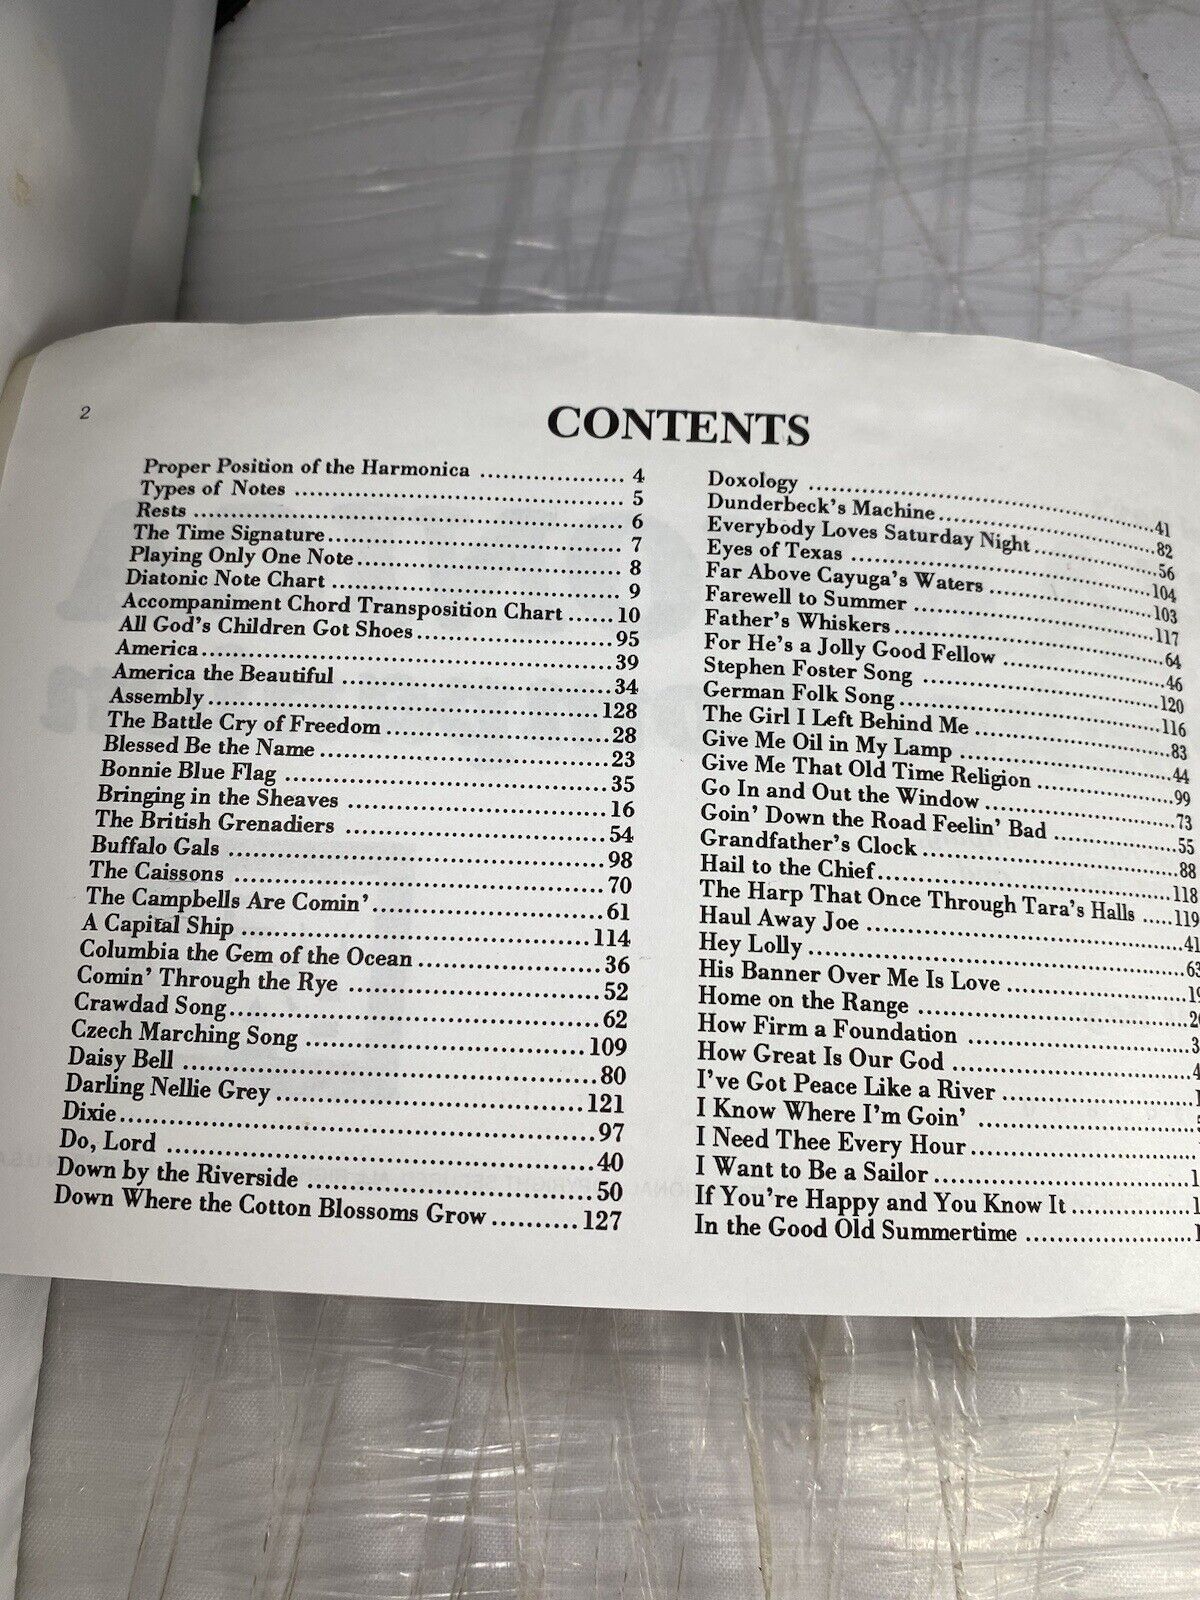 2
CONTENTS
Proper Position of the Harmonica .................... 4
Types of Notes .................... 5
Rests .................... 6
The Time Signature.................... 7
Playing Only One Note.................... 8
Diatonic Note Chart .................... 9
Accompaniment Chord Transposition Chart ...... 10
All God's Children Got Shoes.................... 95
America.................... 39
America the Beautiful .................... 34
Assembly .................... 128
The Battle Cry of Freedom .................... 28
Blessed Be the Name.................... 23
Bonnie Blue Flag .................... 35
Bringing in the Sheaves .................... 16
The British Grenadiers .................... 54
Buffalo Gals .................... 98
The Caissons .................... 70
The Campbells Are Comin'.................... 61
A Capital Ship .................... 114
Columbia the Gem of the Ocean .................... 36
Comin' Through the Rye .................... 52
Crawdad Song.................... 62
Czech Marching Song .................... 109
Daisy Bell .................... 80
Darling Nellie Grey .................... 121
Dixie.................... 97
Do, Lord .................... 40
Down by the Riverside .................... 50
Down Where the Cotton Blossoms Grow .......... 127
Doxology .................... 41
Dunderbeck's Machine.................... 82
Everybody Loves Saturday Night .................... 56
Eyes of Texas .................... 104
Far Above Cayuga's Waters .................... 103
Farewell to Summer .................... 117
Father's Whiskers.................... 64
For He's a Jolly Good Fellow .................... 46
Stephen Foster Song .................... 120
German Folk Song.................... 116
The Girl I Left Behind Me .................... 83
Give Me Oil in My Lamp .................... 44
Give Me That Old Time Religion .................... 99
Go In and Out the Window .................... 73
Goin' Down the Road Feelin' Bad .................... 55
Grandfather's Clock .................... 88
Hail to the Chief.................... 118
The Harp That Once Through Tara's Halls ..... 119
Haul Away Joe .................... 41
Hey Lolly .................... 63
His Banner Over Me Is Love ....................
Home on the Range ....................
How Firm a Foundation ....................
How Great Is Our God ....................
I've Got Peace Like a River ....................
I Know Where I'm Goin' ....................
I Need Thee Every Hour....................
I Want to Be a Sailor ....................
If You're Happy and You Know It ....................
In the Good Old Summertime ....................